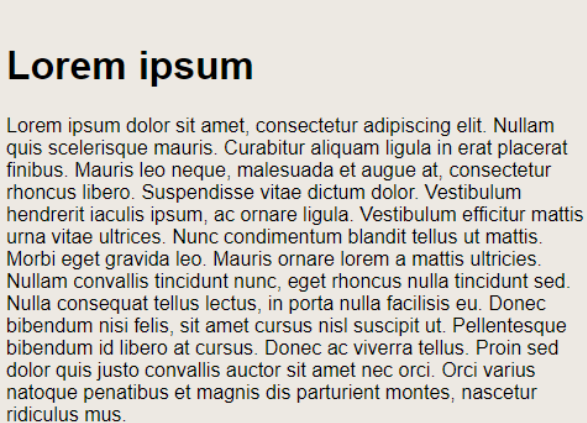 Lorem ipsum
Lorem ipsum dolor sit amet, consectetur adipiscing elit. Nullam
quis scelerisque mauris. Curabitur aliquam ligula in erat placerat
finibus. Mauris leo neque, malesuada et augue at, consectetur
rhoncus libero. Suspendisse vitae dictum dolor. Vestibulum
hendrerit iaculis ipsum, ac ornare ligula. Vestibulum efficitur mattis
urna vitae ultrices. Nunc condimentum blandit tellus ut mattis.
Morbi eget gravida leo. Mauris ornare lorem a mattis ultricies.
Nullam convallis tincidunt nunc, eget rhoncus nulla tincidunt sed.
Nulla consequat tellus lectus, in porta nulla facilisis eu. Donec
bibendum nisi felis, sit amet cursus nisl suscipit ut. Pellentesque
bibendum id libero at cursus. Donec ac viverra tellus. Proin sed
dolor quis justo convallis auctor sit amet nec orci. Orci varius
natoque penatibus et magnis dis parturient montes, nascetur
ridiculus mus.